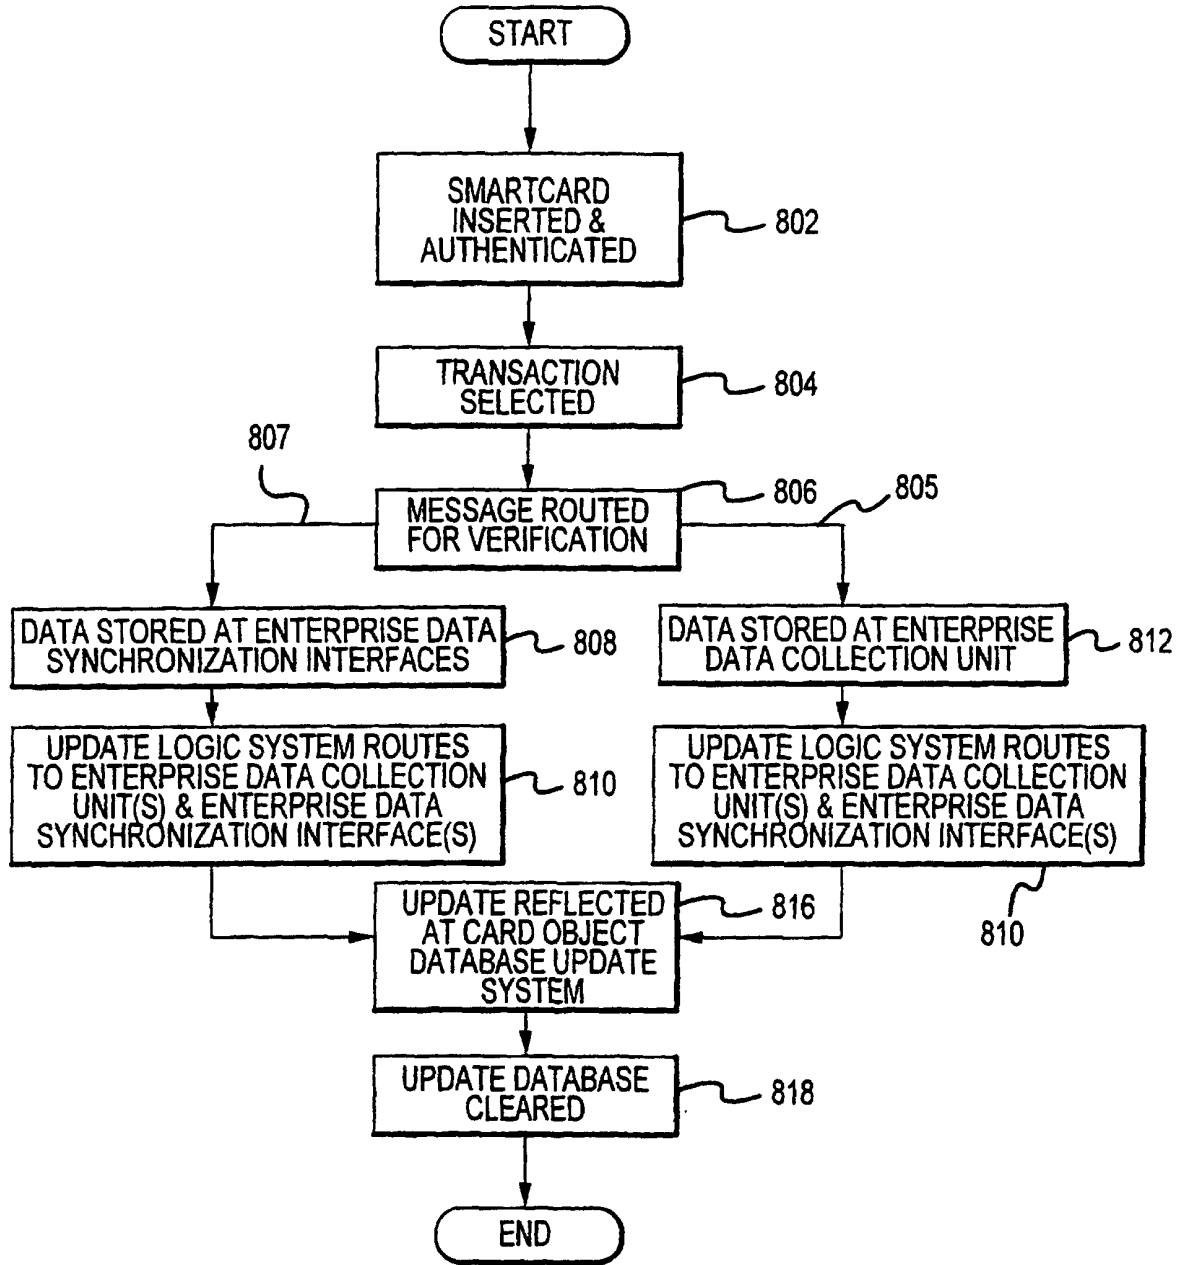 START
SMARTCARD
INSERTED &
AUTHENTICATED
802
TRANSACTION
SELECTED
804
807
MESSAGE ROUTED
FOR VERIFICATION
806
805
DATA STORED AT ENTERPRISE DATA
SYNCHRONIZATION INTERFACES
808
DATA STORED AT ENTERPRISE
DATA COLLECTION UNIT
812
UPDATE LOGIC SYSTEM ROUTES
TO ENTERPRISE DATA COLLECTION
UNIT(S) & ENTERPRISE DATA
SYNCHRONIZATION INTERFACE(S)
810
UPDATE LOGIC SYSTEM ROUTES
TO ENTERPRISE DATA COLLECTION
UNIT(S) & ENTERPRISE DATA
SYNCHRONIZATION INTERFACE(S)
810
UPDATE REFLECTED
AT CARD OBJECT
DATABASE UPDATE
SYSTEM
816
UPDATE DATABASE
CLEARED
818
END